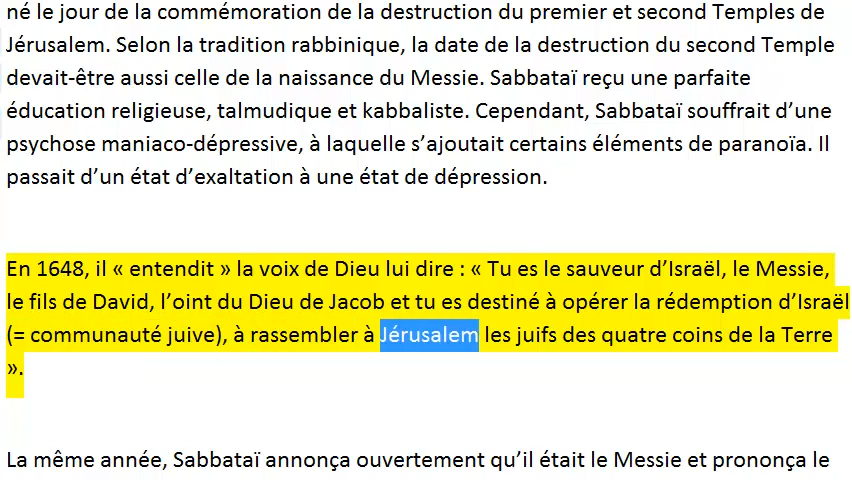 né le jour de la commémoration de la destruction du premier et second Temples de
Jérusalem. Selon la tradition rabbinique, la date de la destruction du second Temple
devait-être aussi celle de la naissance du Messie. Sabbataï reçu une parfaite
éducation religieuse, talmudique et kabbaliste. Cependant, Sabbataï souffrait d’une
psychose maniaco-dépressive, à laquelle s’ajoutait certains éléments de paranoïa. Il
passait d’un état d’exaltation à une état de dépression.
En 1648, il « entendit » la voix de Dieu lui dire : « Tu es le sauveur d’Israël, le Messie,
le fils de David, l’oint du Dieu de Jacob et tu es destiné à opérer la rédemption d’Israël
(= communauté juive), à rassembler à Jérusalem les juifs des quatre coins de la Terre
».
La même année, Sabbataï annonça ouvertement qu’il était le Messie et prononça le